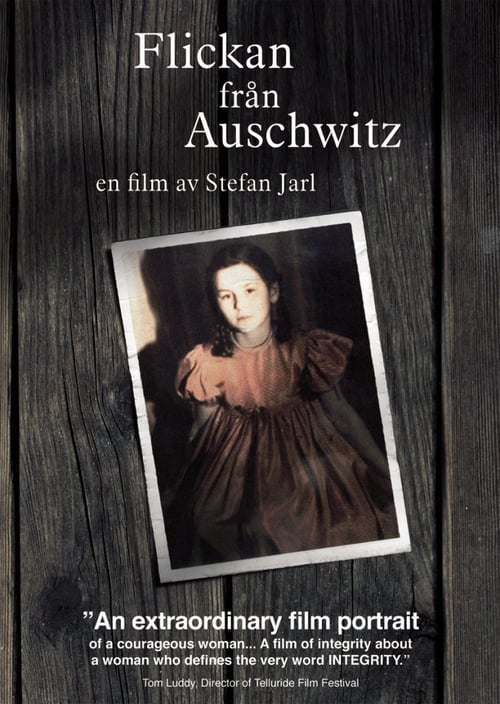 Flickan
från
Auschwitz
en film av Stefan Jarl
”An extraordinary film portrait
of a courageous woman... A film of integrity about
a woman who defines the very word INTEGRITY.”
Tom Luddy, Director of Telluride Film Festival